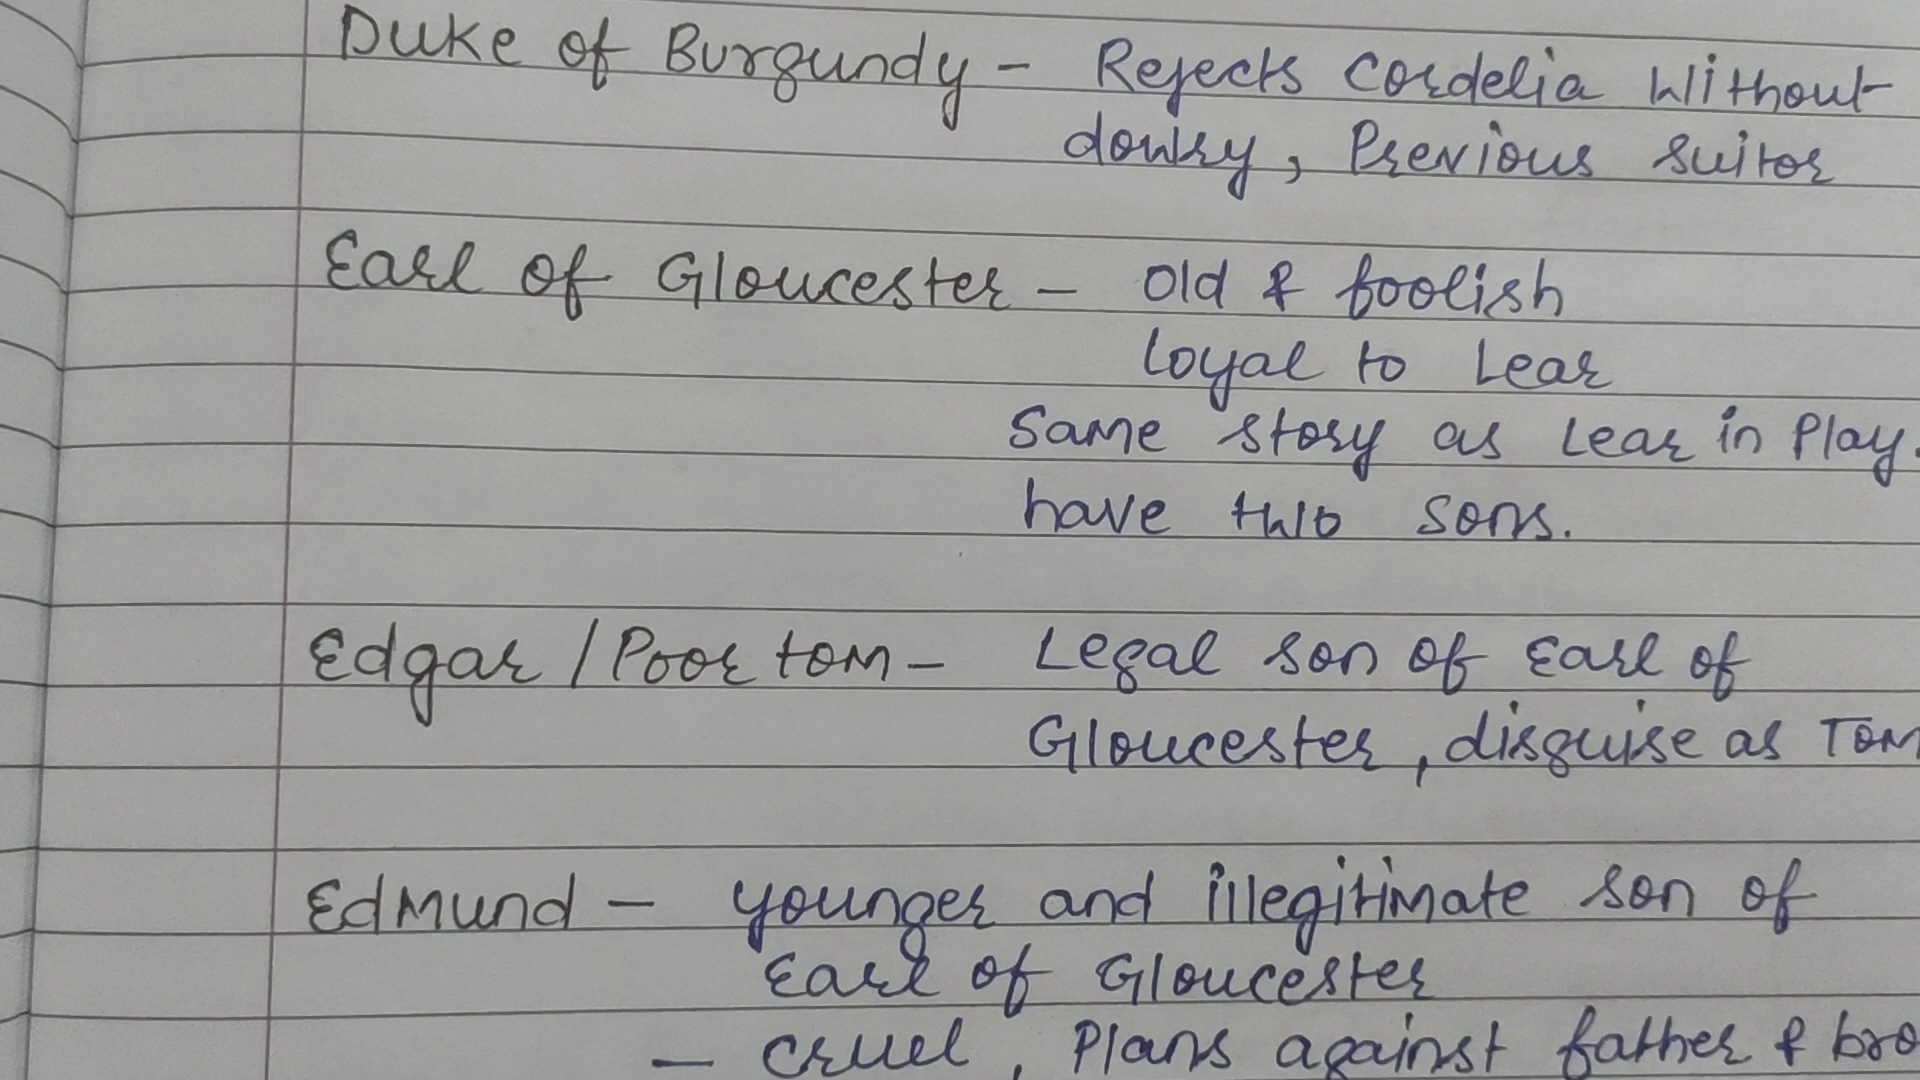 Duke of Burgundy - Rejects Cordelia Without
dowry, Previous suitor
Earl of Gloucester - Old & foolish
Loyal to Lear
Same story as Lear in Play.
have two sons.
Edgar / Poor tom - Legal son of Earl of
Gloucester, disguise as Tom
Edmund - younger and illegitimate son of
Earl of Gloucester
- cruel, Plans against father & bro